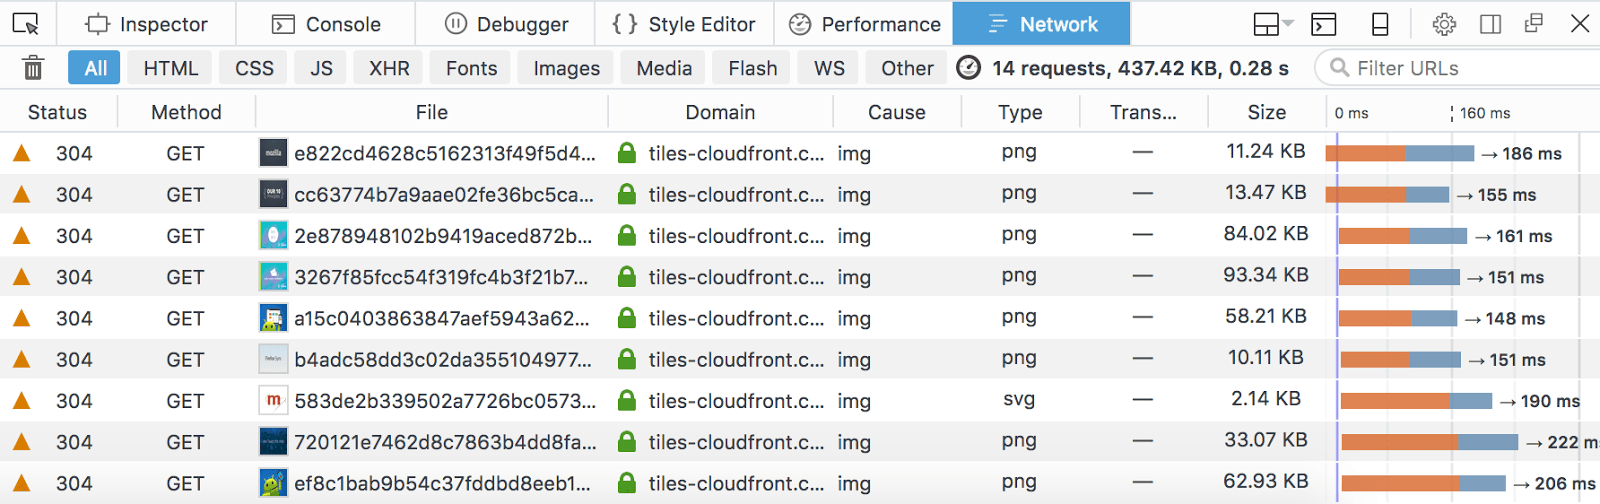 Inspector Console Debugger { } Style Editor Performance Network
All HTML CSS JS XHR Fonts Images Media Flash WS Other 14 requests, 437.42 KB, 0.28 s Filter URLs
Status Method File Domain Cause Type Trans... Size 0 ms 160 ms
304 GET mozilla e822cd4628c5162313f49f5d4... tiles-cloudfront.c... img png — 11.24 KB → 186 ms
304 GET cc63774b7a9aae02fe36bc5ca... tiles-cloudfront.c... img png — 13.47 KB → 155 ms
304 GET 2e878948102b9419aced872b... tiles-cloudfront.c... img png — 84.02 KB → 161 ms
304 GET 3267f85fcc54f319fc4b3f21b7... tiles-cloudfront.c... img png — 93.34 KB → 151 ms
304 GET a15c0403863847aef5943a62... tiles-cloudfront.c... img png — 58.21 KB → 148 ms
304 GET b4adc58dd3c02da355104977... tiles-cloudfront.c... img png — 10.11 KB → 151 ms
304 GET m 583de2b339502a7726bc0573... tiles-cloudfront.c... img svg — 2.14 KB → 190 ms
304 GET 720121e7462d8c7863b4dd8fa... tiles-cloudfront.c... img png — 33.07 KB → 222 m
304 GET ef8c1bab9b54c37fddbd8eeb1... tiles-cloudfront.c... img png — 62.93 KB → 206 ms